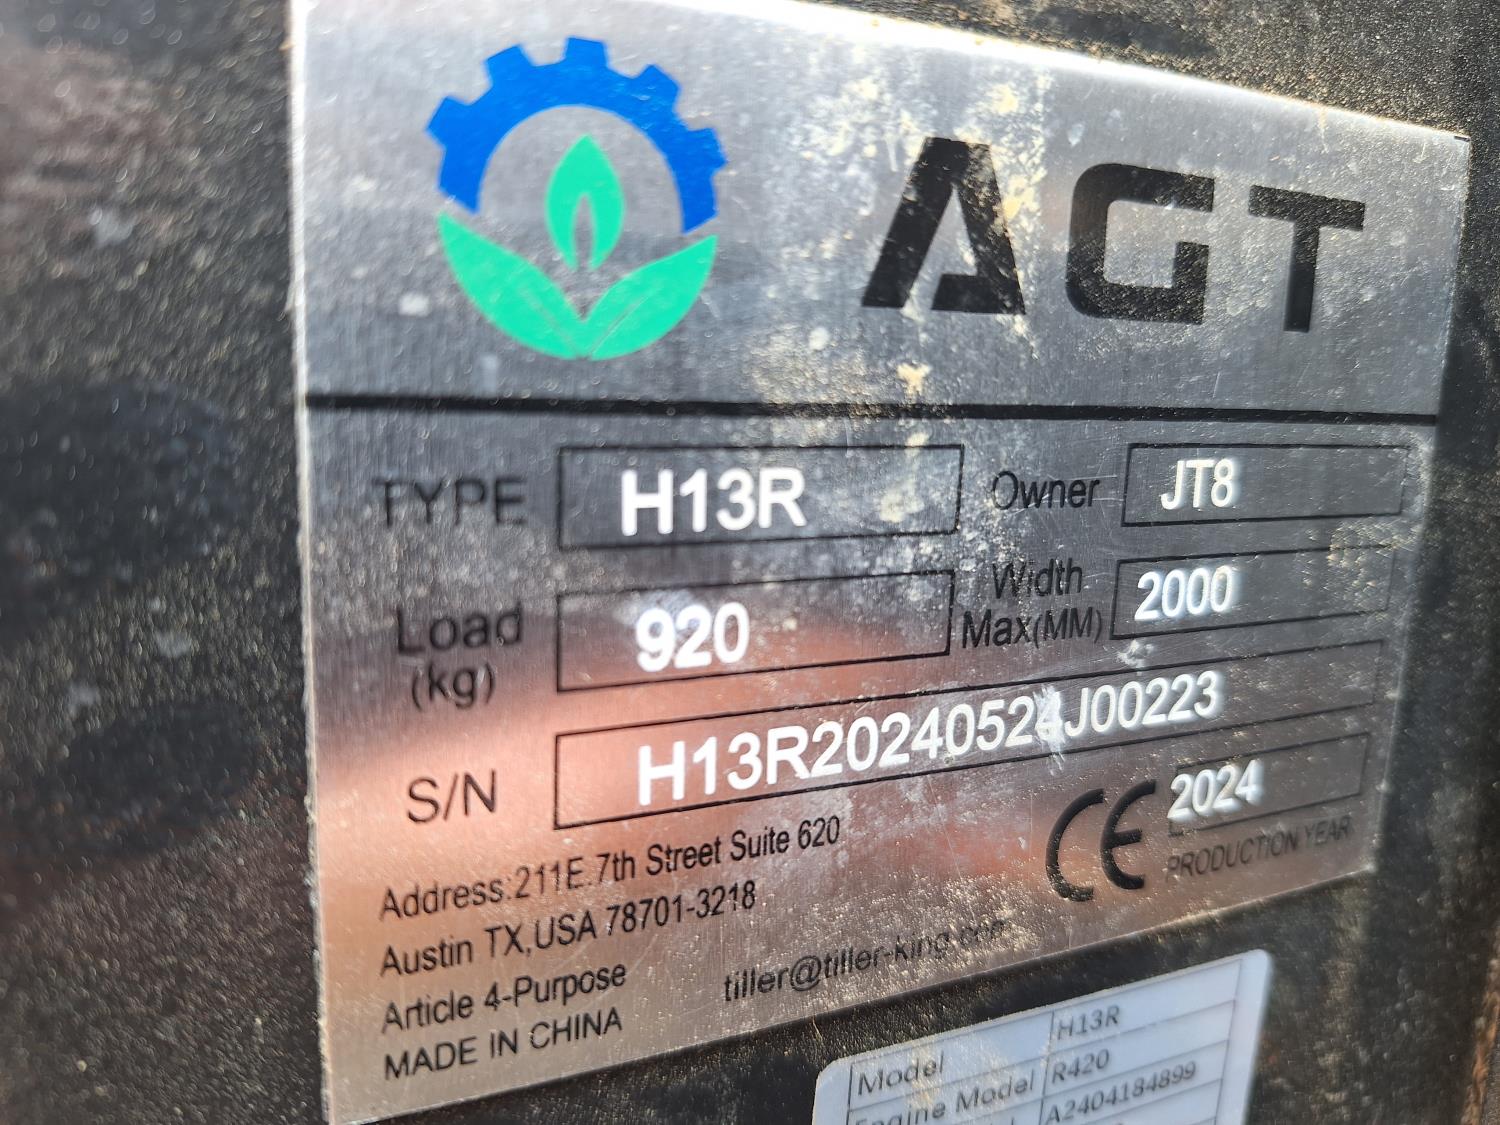 AGT
TYPE H13R Owner JT8
Load (kg) 920 Width Max(MM) 2000
S/N H13R20240524J00223
CE 2024
PRODUCTION YEAR
Address:211E.7th Street Suite 620
Austin TX,USA 78701-3218
Article 4-Purpose tiller@tiller-king.com
MADE IN CHINA
Model H13R
Engine Model R420
A2404184899